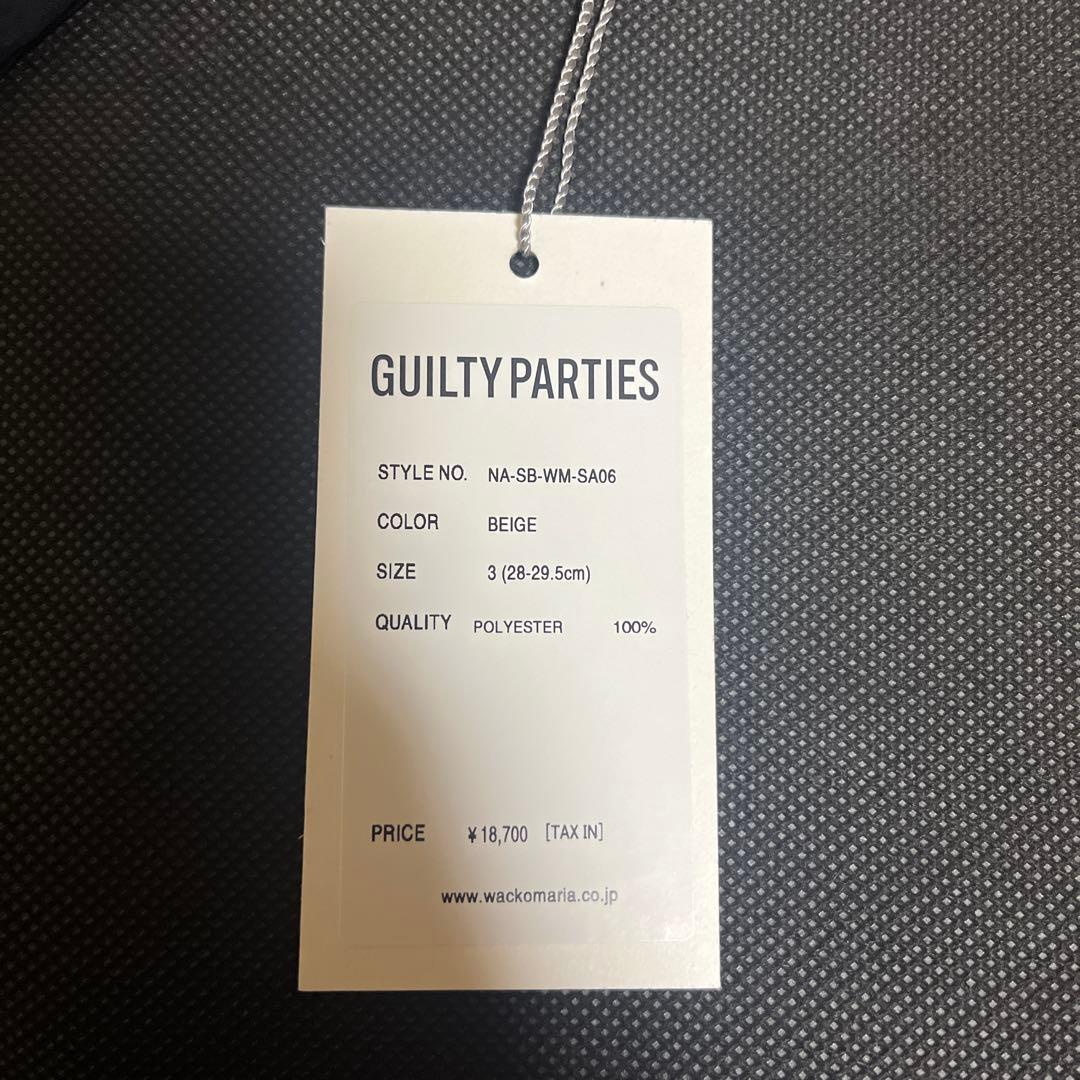 GUILTY PARTIES
STYLE NO. NA-SB-WM-SA06
COLOR BEIGE
SIZE 3 (28-29.5cm)
QUALITY POLYESTER 100%
PRICE ¥18,700 [TAX IN]
www.wackomaria.co.jp